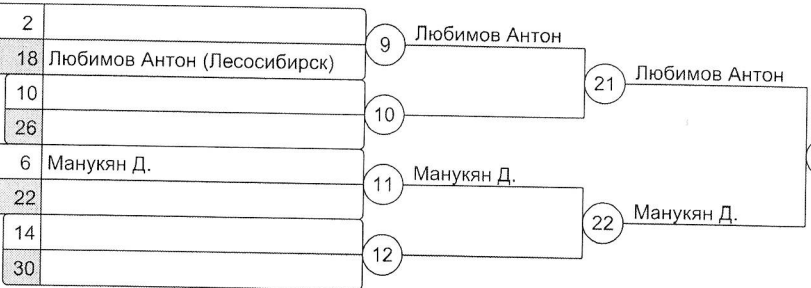 2
18 Любимов Антон (Лесосибирск)
9 Любимов Антон
10
26
10
21 Любимов Антон
6 Манукян Д.
22
11 Манукян Д.
14
30
12
22 Манукян Д.